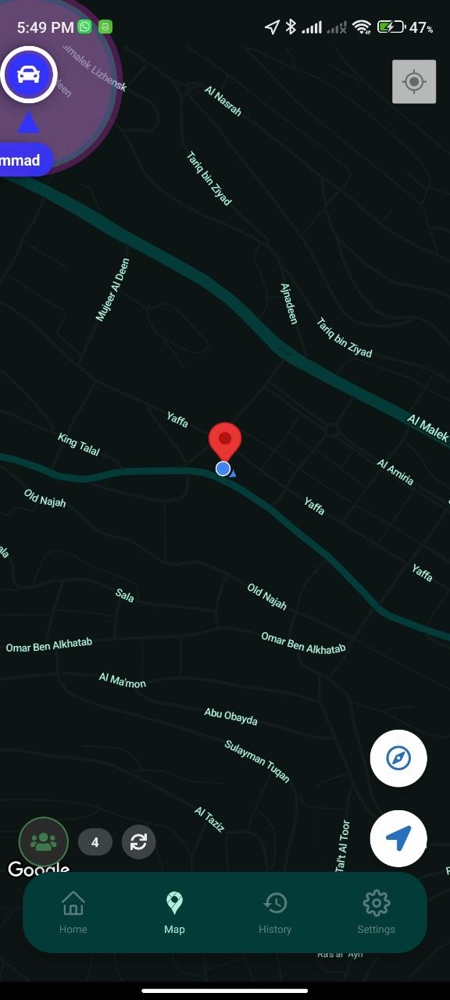 5:49 PM
47%
Al Nasrah
mmad
Tariq bin Ziyad
Mujeer Al Deen
Ajnadeen
Tariq bin Ziyad
Al Malek
Yaffa
King Talal
Al Amiria
Old Najah
Yaffa
Yaffa
Sala
Old Najah
Omar Ben Alkhatab
Omar Ben Alkhatab
Al Ma'mon
Abu Obayda
Sulayman Tuqan
Al Taziz
Tal't Al Toor
4
Google
Home
Map
History
Settings
Ra's al 'Ayn